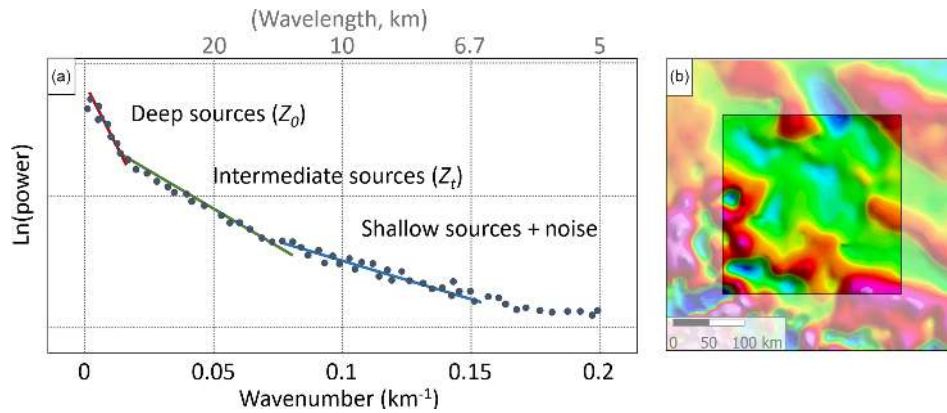 (Wavelength, km)
20 10 6.7 5
(a)
Deep sources (Z₀)
Intermediate sources (Zₜ)
Shallow sources + noise
Ln(power)
0 0.05 0.1 0.15 0.2
Wavenumber (km⁻¹)
(b)
0 50 100 km